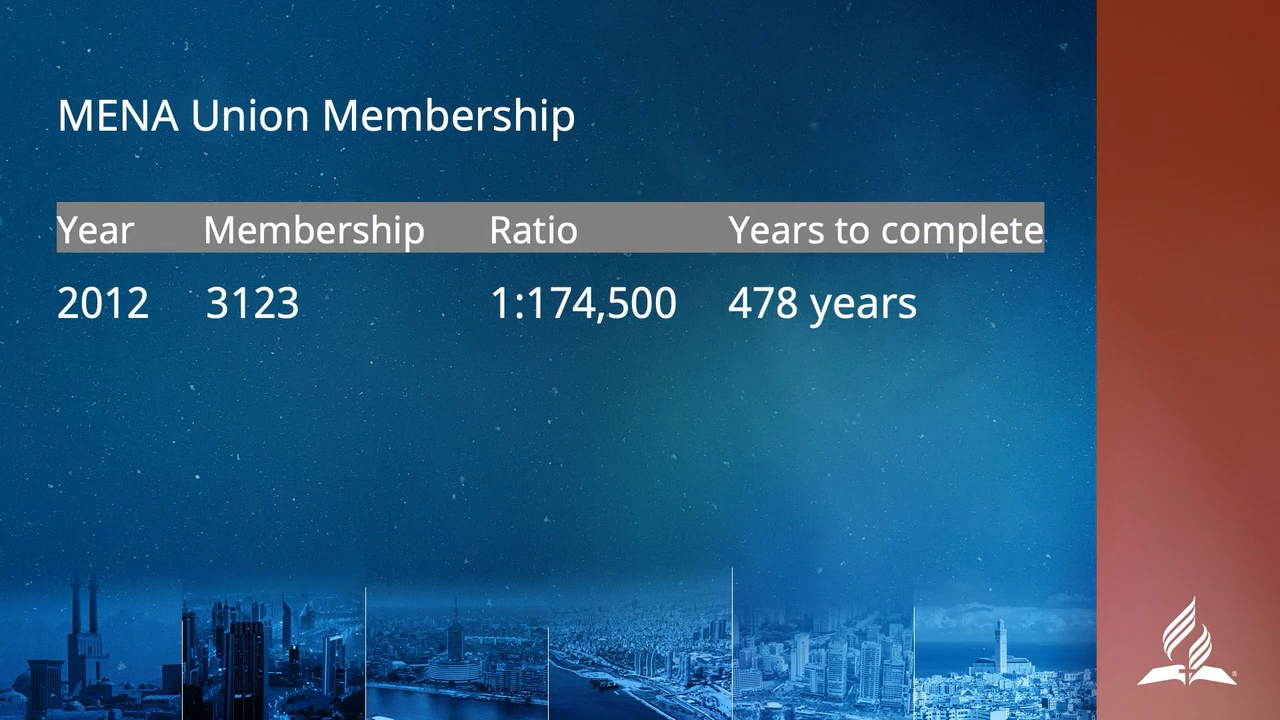 MENA Union Membership
Year Membership Ratio Years to complete
2012 3123 1:174,500 478 years